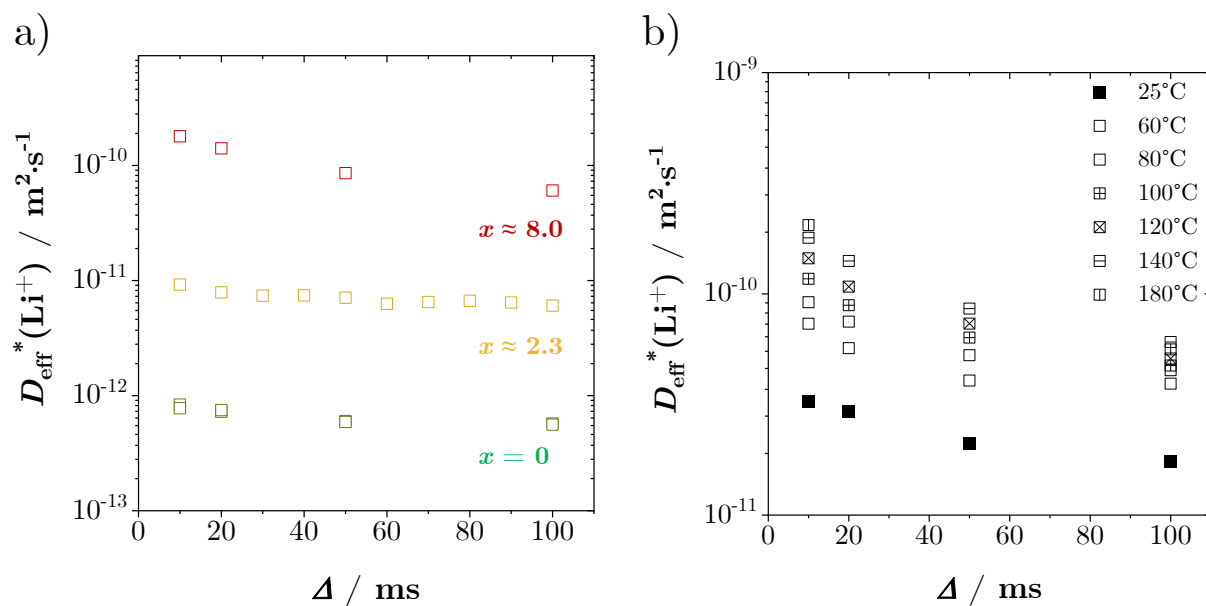 a)
D_eff^*(Li^+) / m^2·s^-1
10^-10
10^-11
10^-12
10^-13
x ≈ 8.0
x ≈ 2.3
x = 0
0 20 40 60 80 100
Δ / ms
b)
D_eff^*(Li^+) / m^2·s^-1
10^-9
10^-10
10^-11
25°C
60°C
80°C
100°C
120°C
140°C
180°C
0 20 40 60 80 100
Δ / ms